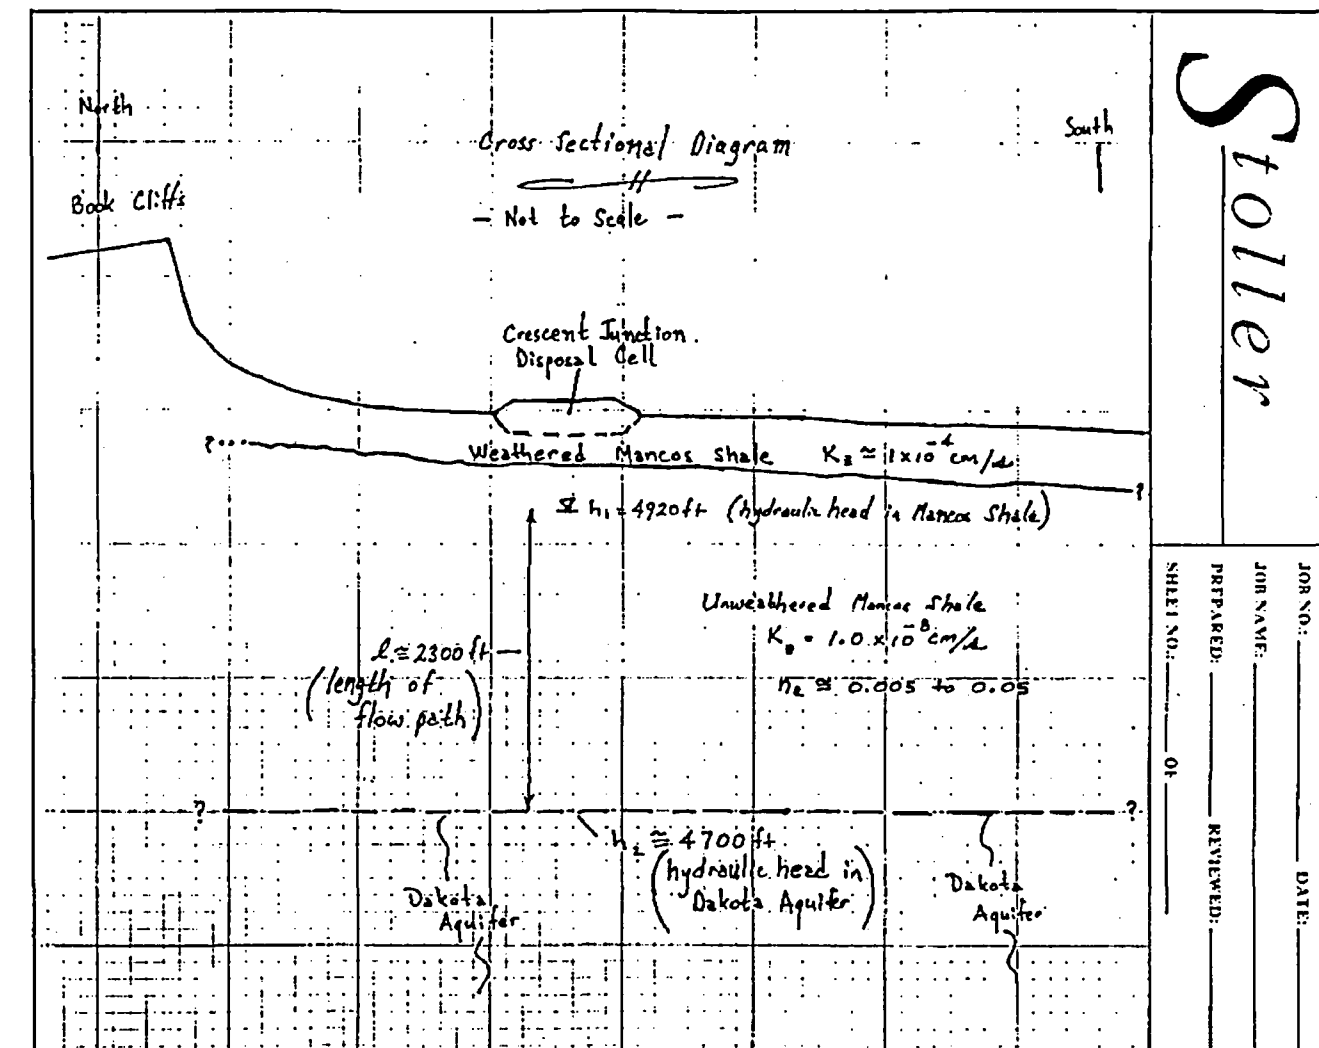 Stoller
North
South
Cross Sectional Diagram
- Not to Scale -
Book Cliffs
Crescent Junction
Disposal Cell
? Weathered Mancos Shale K ≅ 1x10⁻⁴ cm/s
?
h₁ = 4920 ft (hydraulic head in Mancos Shale)
Unweathered Mancos Shale
K = 1.0 x 10⁻⁸ cm/s
nₑ ≅ 0.005 to 0.05
l ≅ 2300 ft
(length of
flow path)
? ?
h₂ ≅ 4700 ft
(hydraulic head in
Dakota Aquifer)
Dakota
Aquifer
Dakota
Aquifer
JOB NO.: DATE:
JOB NAME:
PREPARED: REVIEWED:
SHEET NO.: OF